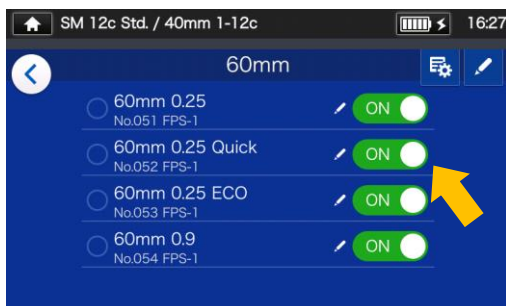 SM 12c Std. / 40mm 1-12c 16:27
60mm
60mm 0.25 ON
No.051 FPS-1
60mm 0.25 Quick ON
No.052 FPS-1
60mm 0.25 ECO ON
No.053 FPS-1
60mm 0.9 ON
No.054 FPS-1